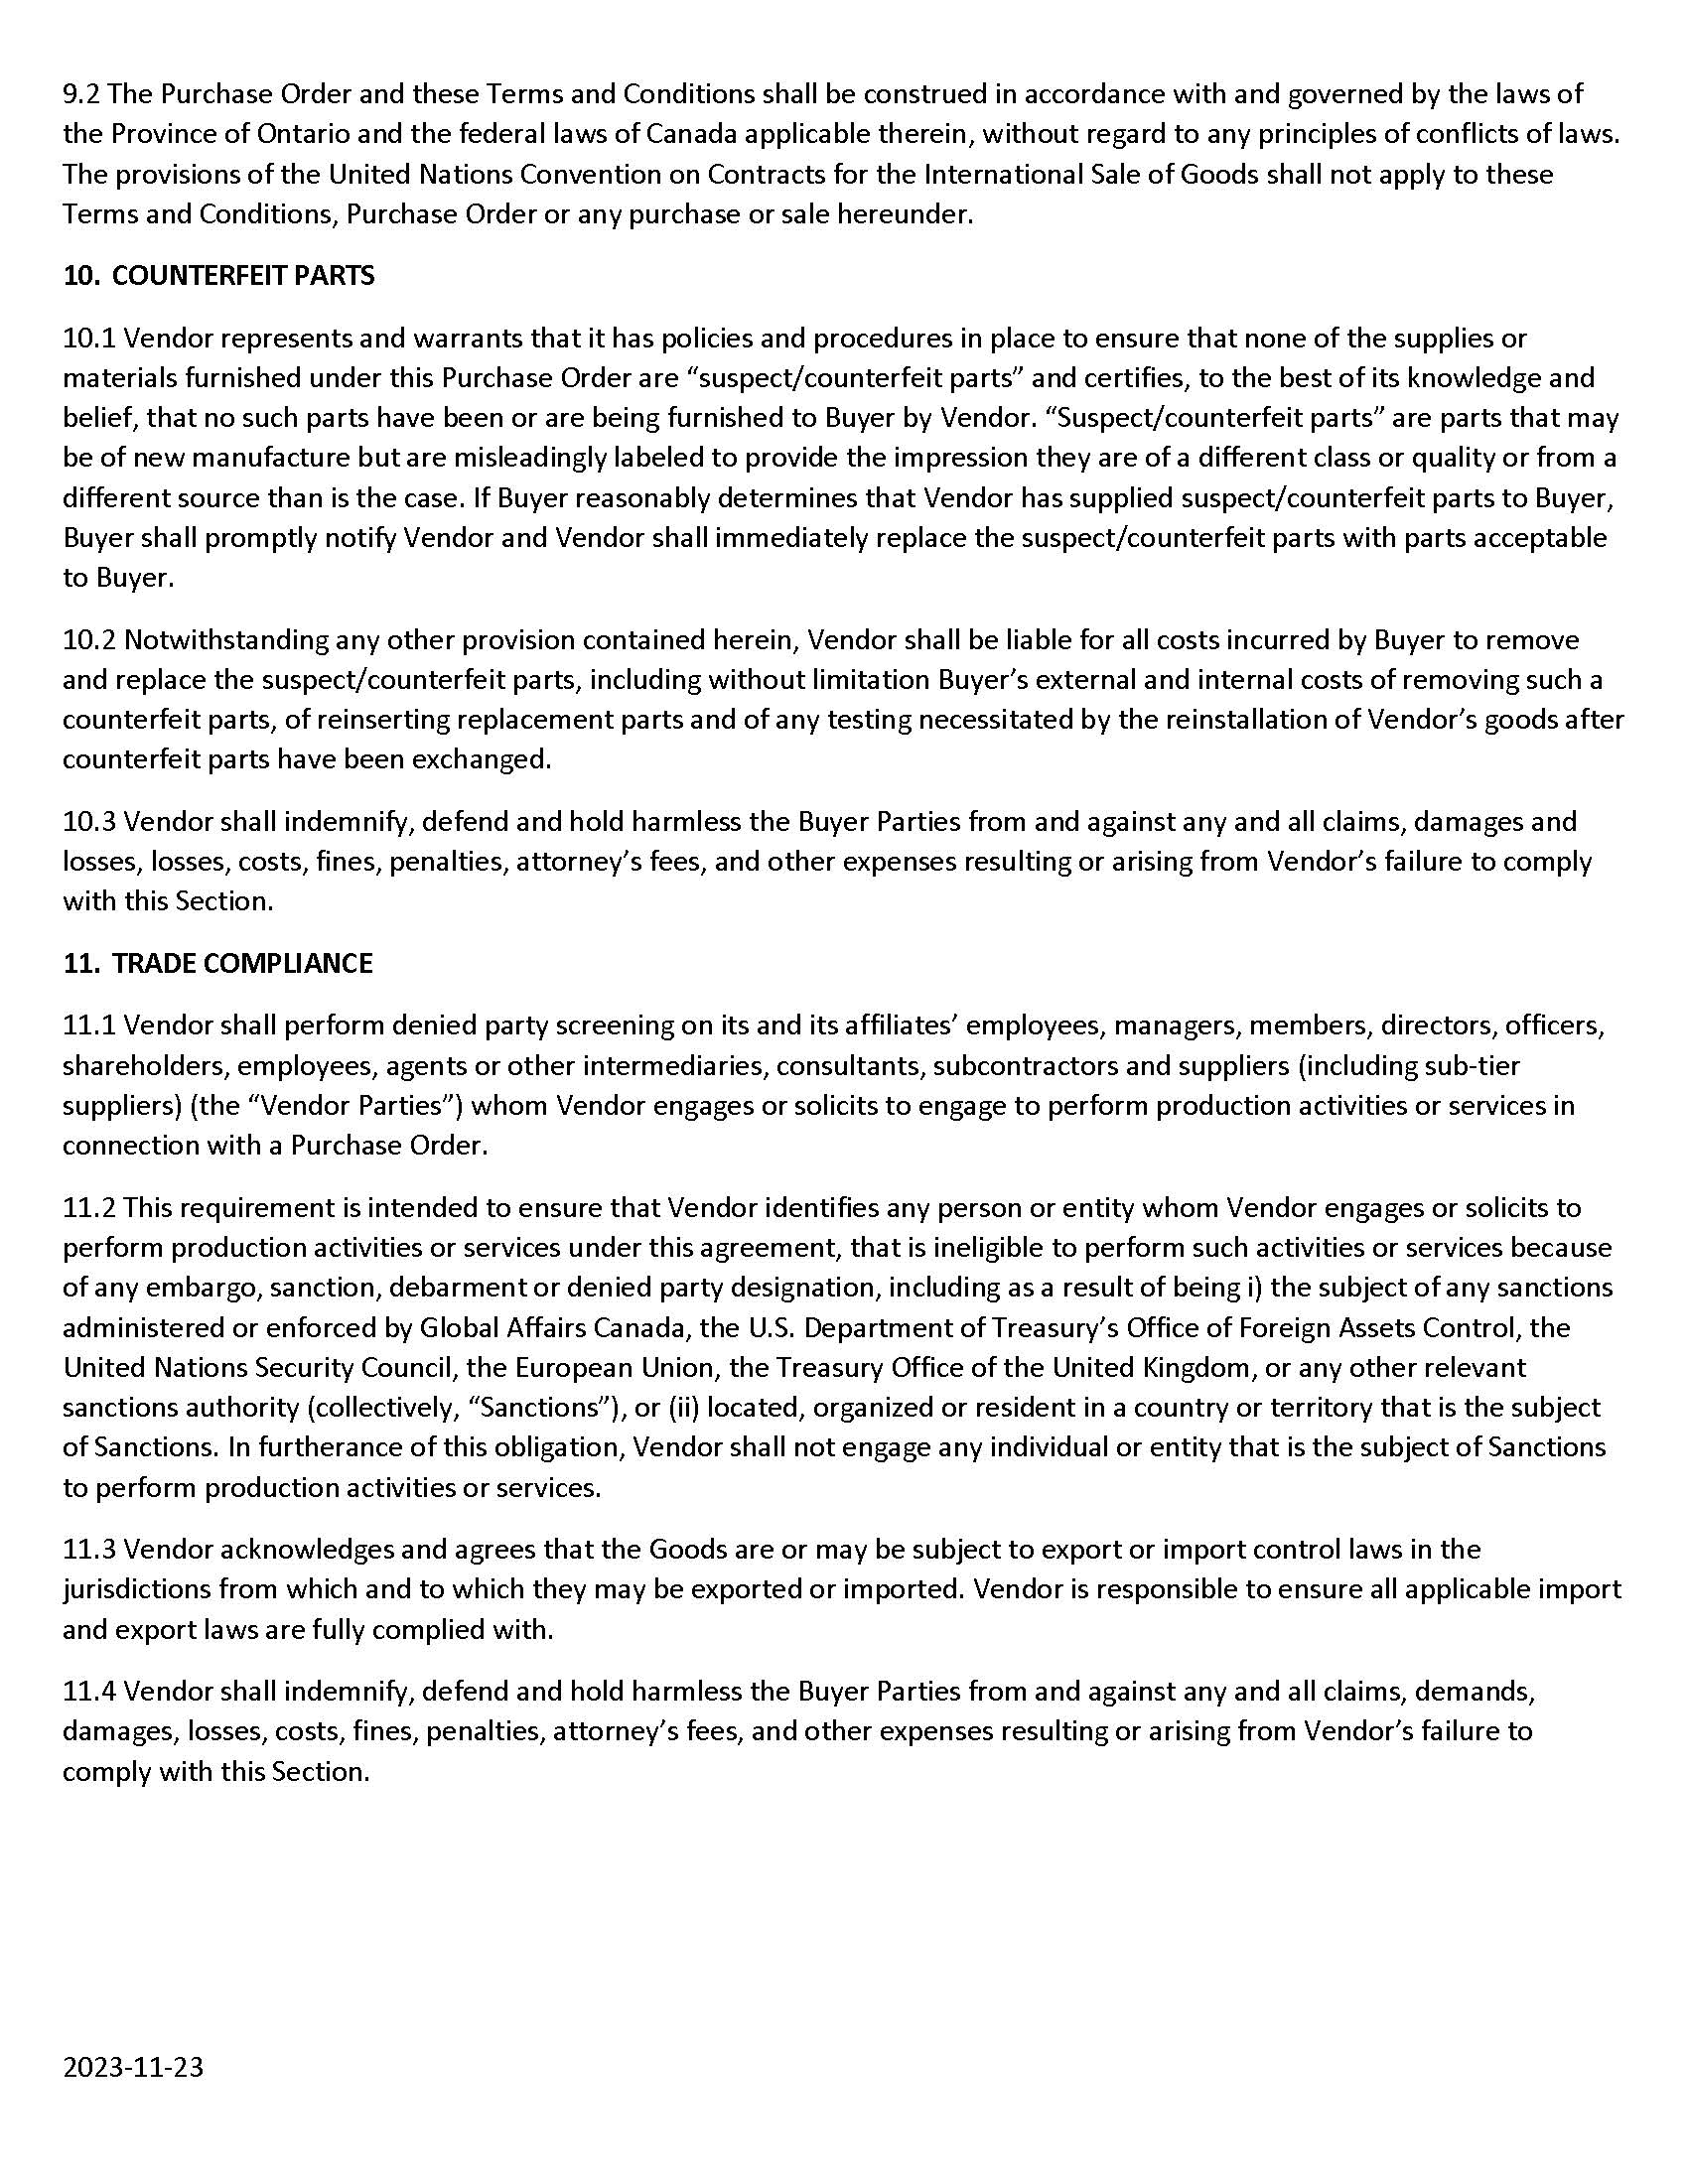 9.2 The Purchase Order and these Terms and Conditions shall be construed in accordance with and governed by the laws of
the Province of Ontario and the federal laws of Canada applicable therein, without regard to any principles of conflicts of laws.
The provisions of the United Nations Convention on Contracts for the International Sale of Goods shall not apply to these
Terms and Conditions, Purchase Order or any purchase or sale hereunder.
10. COUNTERFEIT PARTS
10.1 Vendor represents and warrants that it has policies and procedures in place to ensure that none of the supplies or
materials furnished under this Purchase Order are “suspect/counterfeit parts” and certifies, to the best of its knowledge and
belief, that no such parts have been or are being furnished to Buyer by Vendor. “Suspect/counterfeit parts” are parts that may
be of new manufacture but are misleadingly labeled to provide the impression they are of a different class or quality or from a
different source than is the case. If Buyer reasonably determines that Vendor has supplied suspect/counterfeit parts to Buyer,
Buyer shall promptly notify Vendor and Vendor shall immediately replace the suspect/counterfeit parts with parts acceptable
to Buyer.
10.2 Notwithstanding any other provision contained herein, Vendor shall be liable for all costs incurred by Buyer to remove
and replace the suspect/counterfeit parts, including without limitation Buyer’s external and internal costs of removing such a
counterfeit parts, of reinserting replacement parts and of any testing necessitated by the reinstallation of Vendor’s goods after
counterfeit parts have been exchanged.
10.3 Vendor shall indemnify, defend and hold harmless the Buyer Parties from and against any and all claims, damages and
losses, losses, costs, fines, penalties, attorney’s fees, and other expenses resulting or arising from Vendor’s failure to comply
with this Section.
11. TRADE COMPLIANCE
11.1 Vendor shall perform denied party screening on its and its affiliates’ employees, managers, members, directors, officers,
shareholders, employees, agents or other intermediaries, consultants, subcontractors and suppliers (including sub-tier
suppliers) (the “Vendor Parties”) whom Vendor engages or solicits to engage to perform production activities or services in
connection with a Purchase Order.
11.2 This requirement is intended to ensure that Vendor identifies any person or entity whom Vendor engages or solicits to
perform production activities or services under this agreement, that is ineligible to perform such activities or services because
of any embargo, sanction, debarment or denied party designation, including as a result of being i) the subject of any sanctions
administered or enforced by Global Affairs Canada, the U.S. Department of Treasury’s Office of Foreign Assets Control, the
United Nations Security Council, the European Union, the Treasury Office of the United Kingdom, or any other relevant
sanctions authority (collectively, “Sanctions”), or (ii) located, organized or resident in a country or territory that is the subject
of Sanctions. In furtherance of this obligation, Vendor shall not engage any individual or entity that is the subject of Sanctions
to perform production activities or services.
11.3 Vendor acknowledges and agrees that the Goods are or may be subject to export or import control laws in the
jurisdictions from which and to which they may be exported or imported. Vendor is responsible to ensure all applicable import
and export laws are fully complied with.
11.4 Vendor shall indemnify, defend and hold harmless the Buyer Parties from and against any and all claims, demands,
damages, losses, costs, fines, penalties, attorney’s fees, and other expenses resulting or arising from Vendor’s failure to
comply with this Section.
2023-11-23